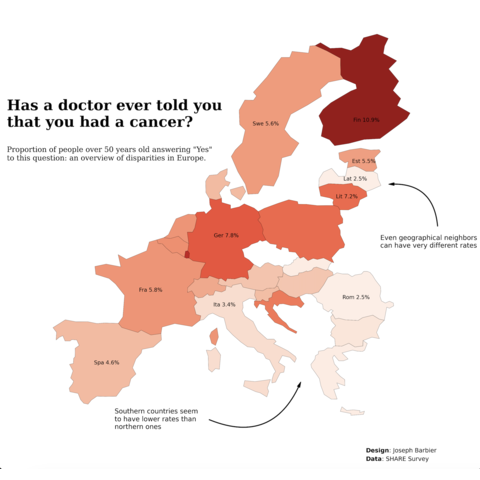 Has a doctor ever told you
that you had a cancer?
Proportion of people over 50 years old answering "Yes"
to this question: an overview of disparities in Europe.
Swe 5.6%
Fin 10.9%
Est 5.5%
Lat 2.5%
Lit 7.2%
Even geographical neighbors
can have very different rates
Ger 7.8%
Fra 5.8%
Ita 3.4%
Rom 2.5%
Spa 4.6%
Southern countries seem
to have lower rates than
northern ones
Design: Joseph Barbier
Data: SHARE Survey